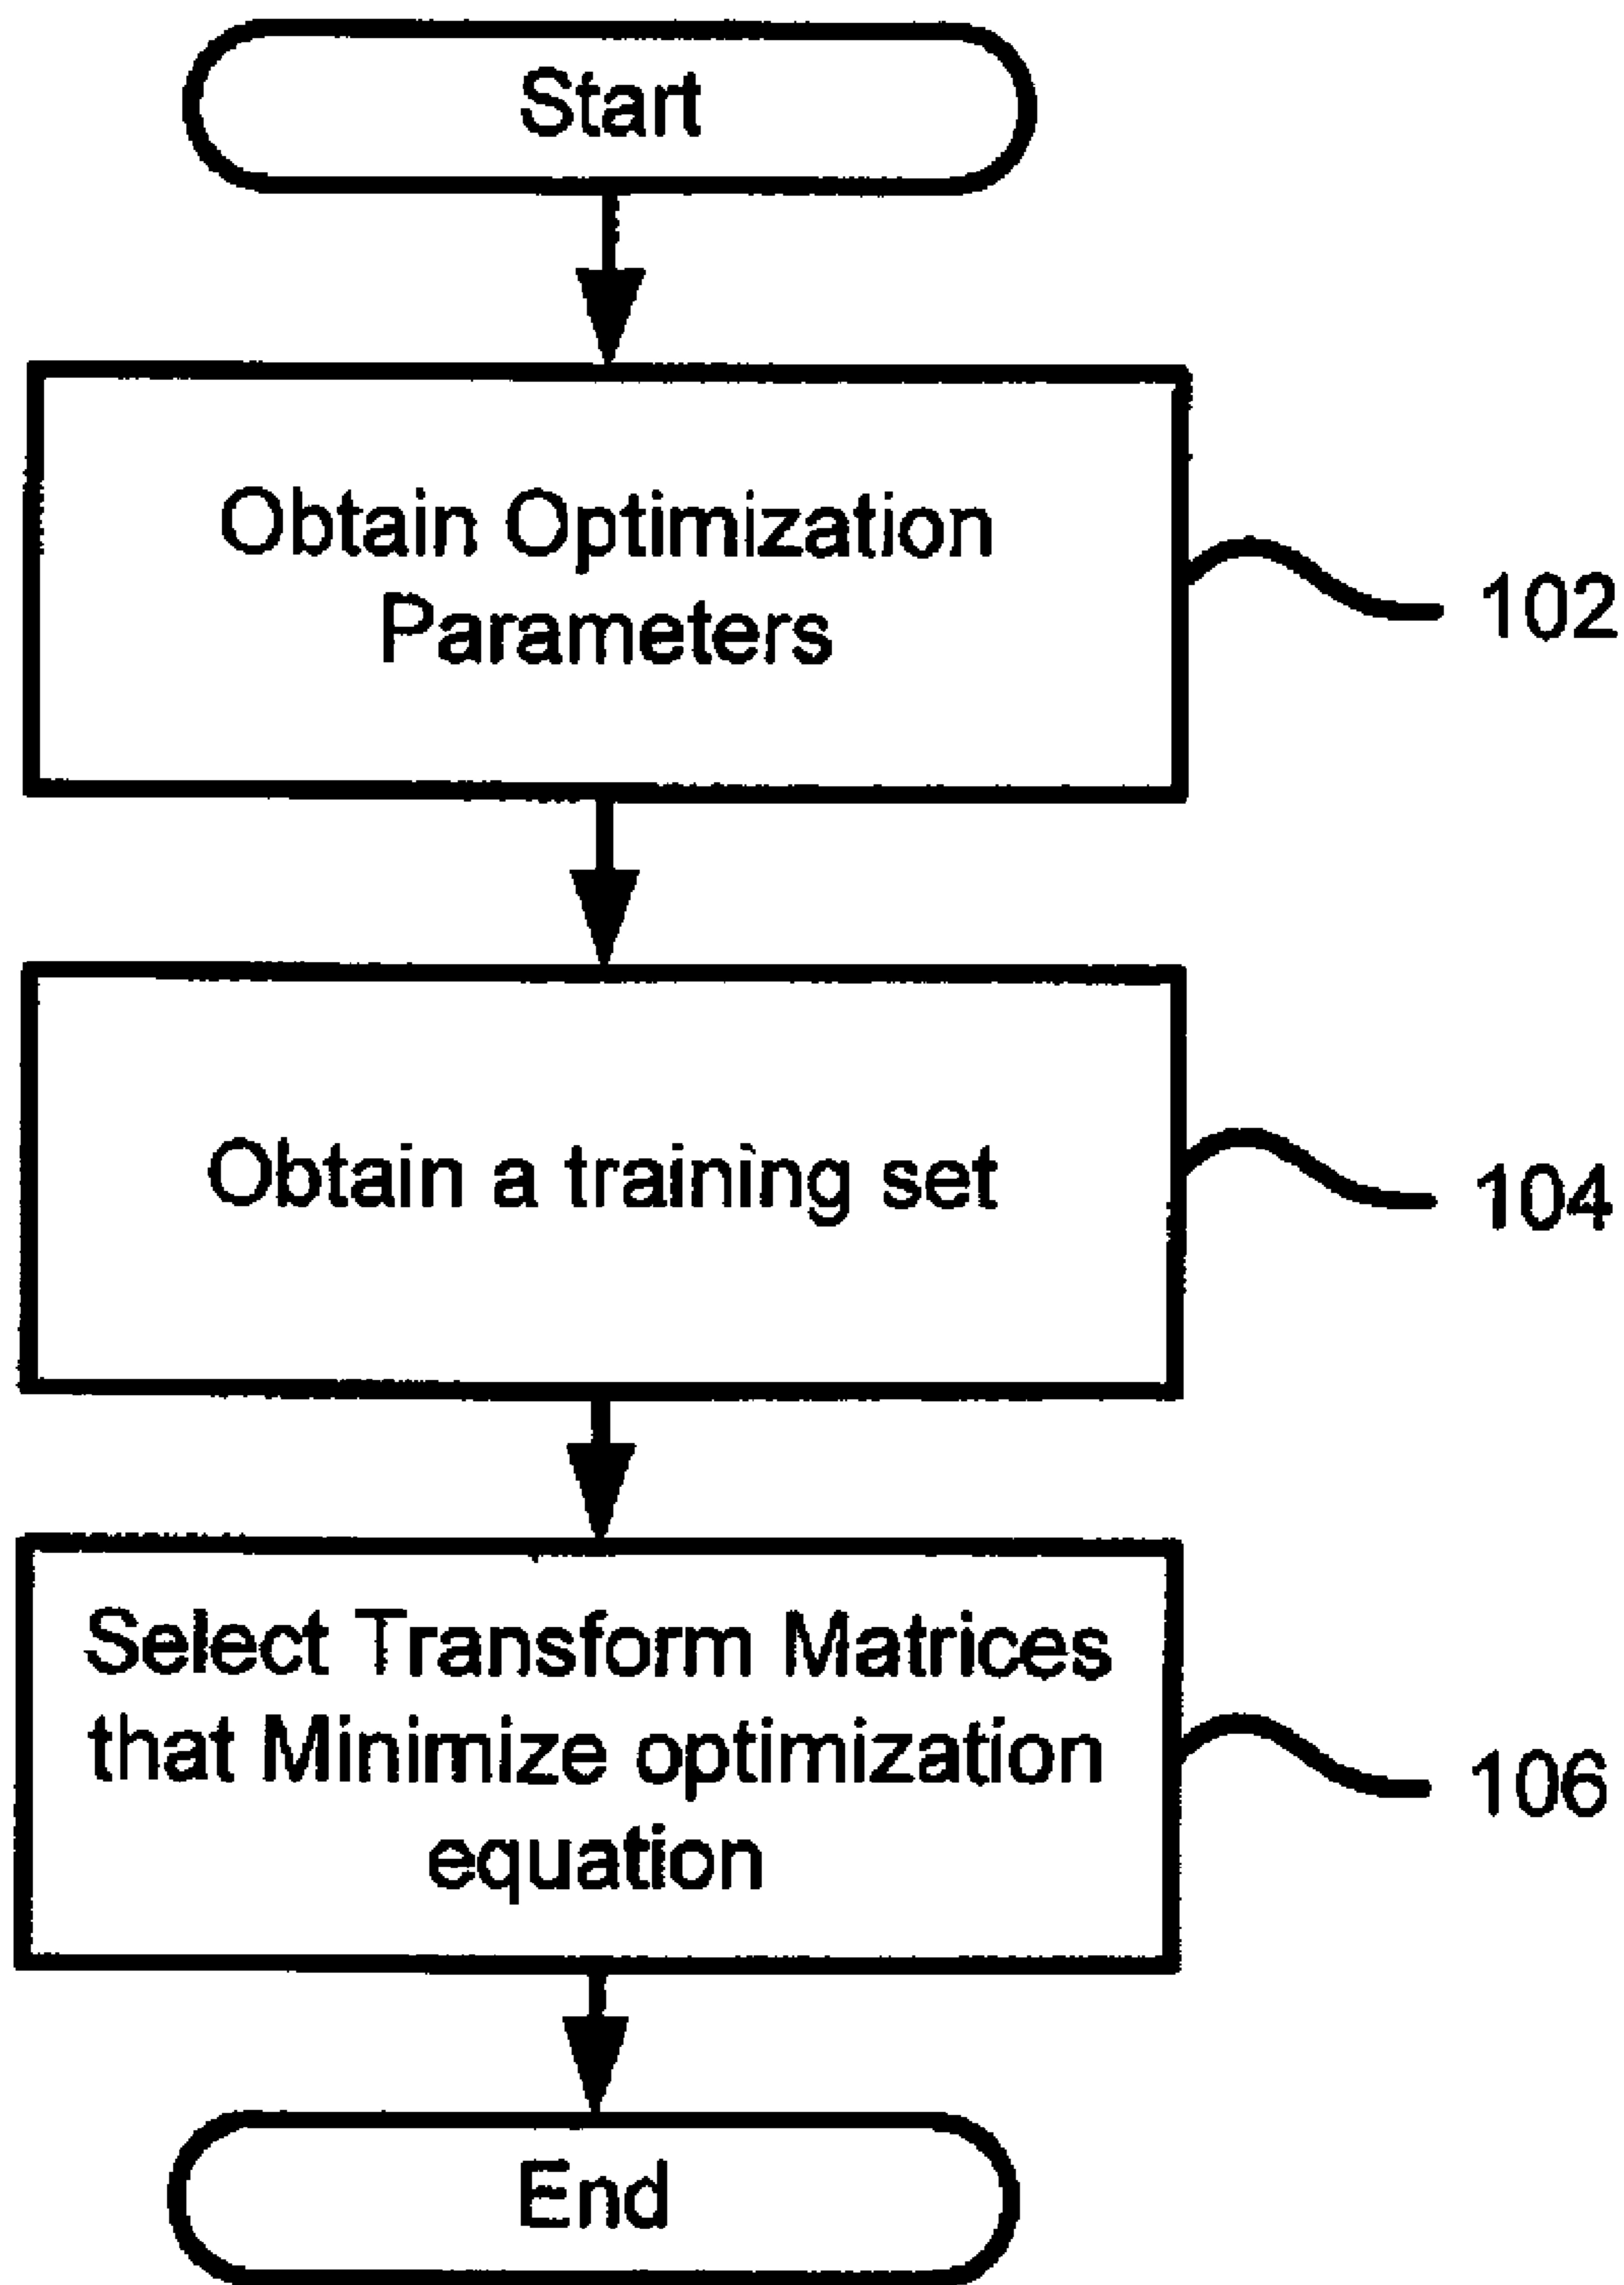 Start
Obtain Optimization
Parameters
102
Obtain a training set
104
Select Transform Matrices
that Minimize optimization
equation
106
End